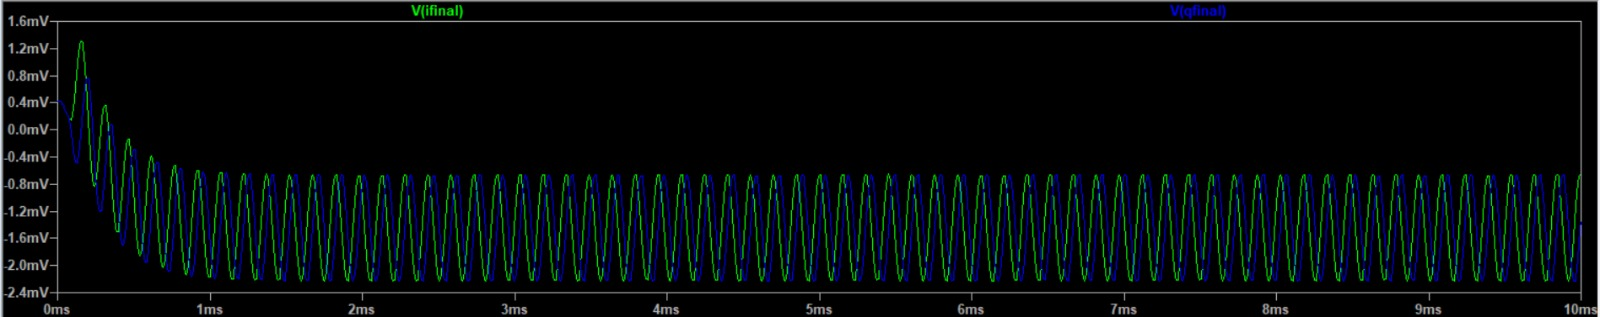 V(ifinal) V(qfinal)
1.6mV
1.2mV
0.8mV
0.4mV
0.0mV
-0.4mV
-0.8mV
-1.2mV
-1.6mV
-2.0mV
-2.4mV
0ms 1ms 2ms 3ms 4ms 5ms 6ms 7ms 8ms 9ms 10ms